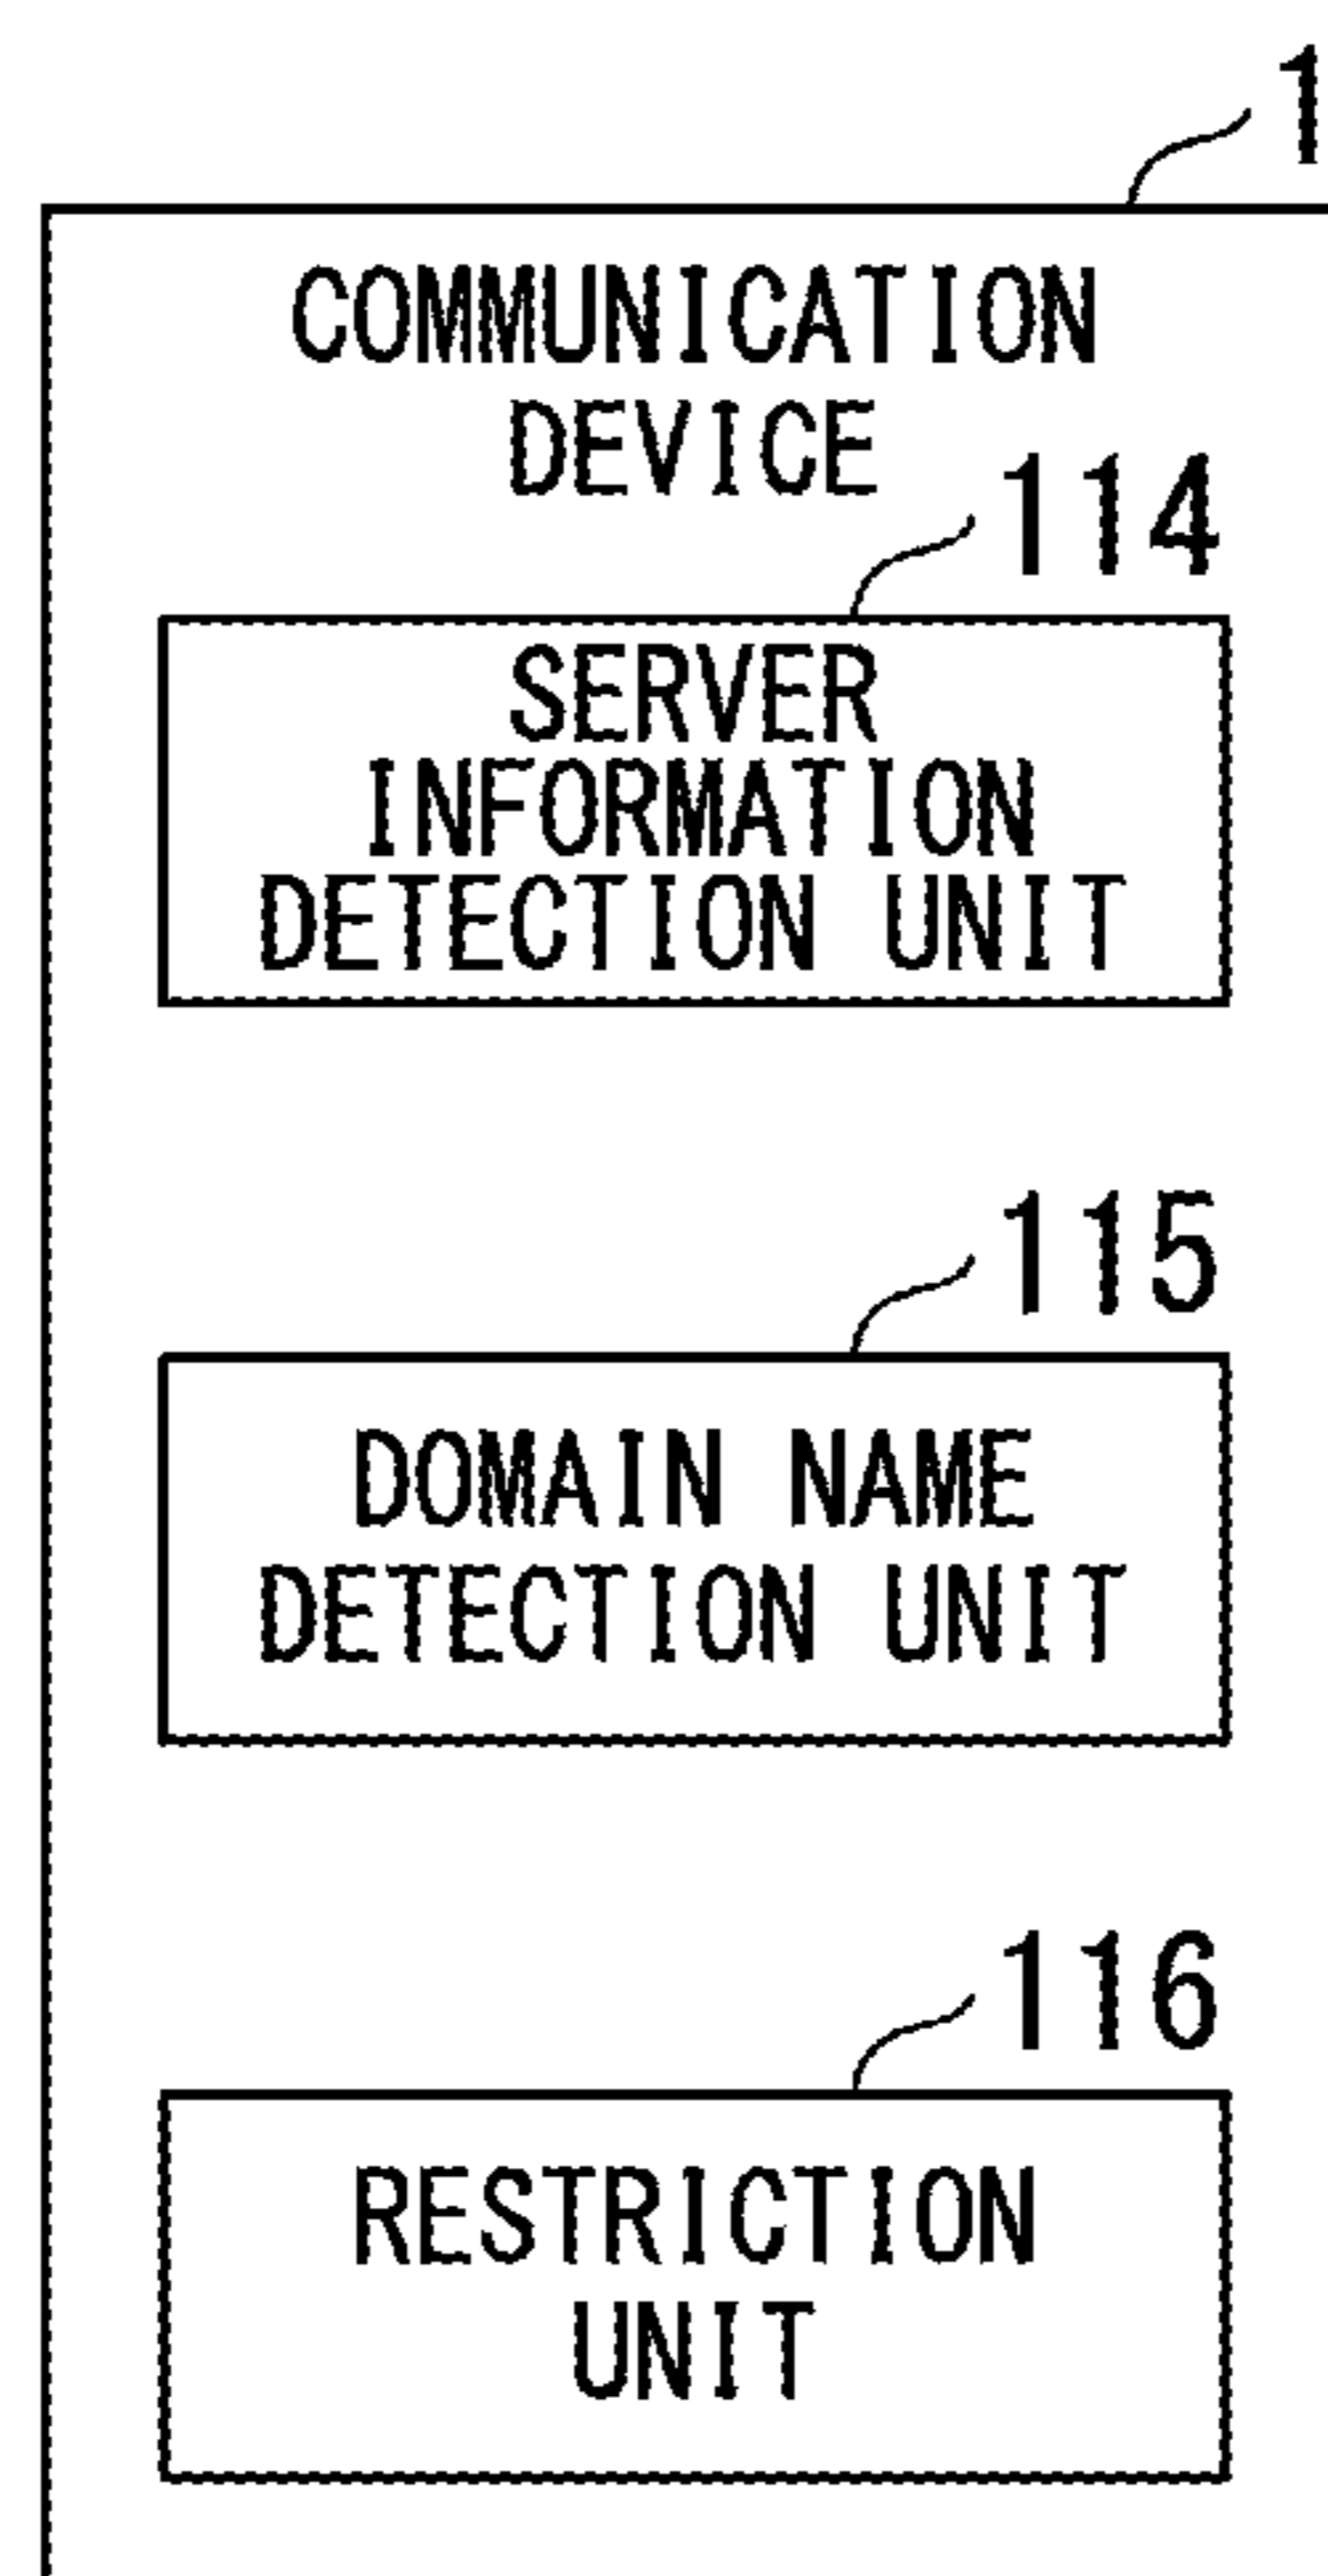 1
COMMUNICATION
DEVICE
114
SERVER
INFORMATION
DETECTION UNIT
115
DOMAIN NAME
DETECTION UNIT
116
RESTRICTION
UNIT